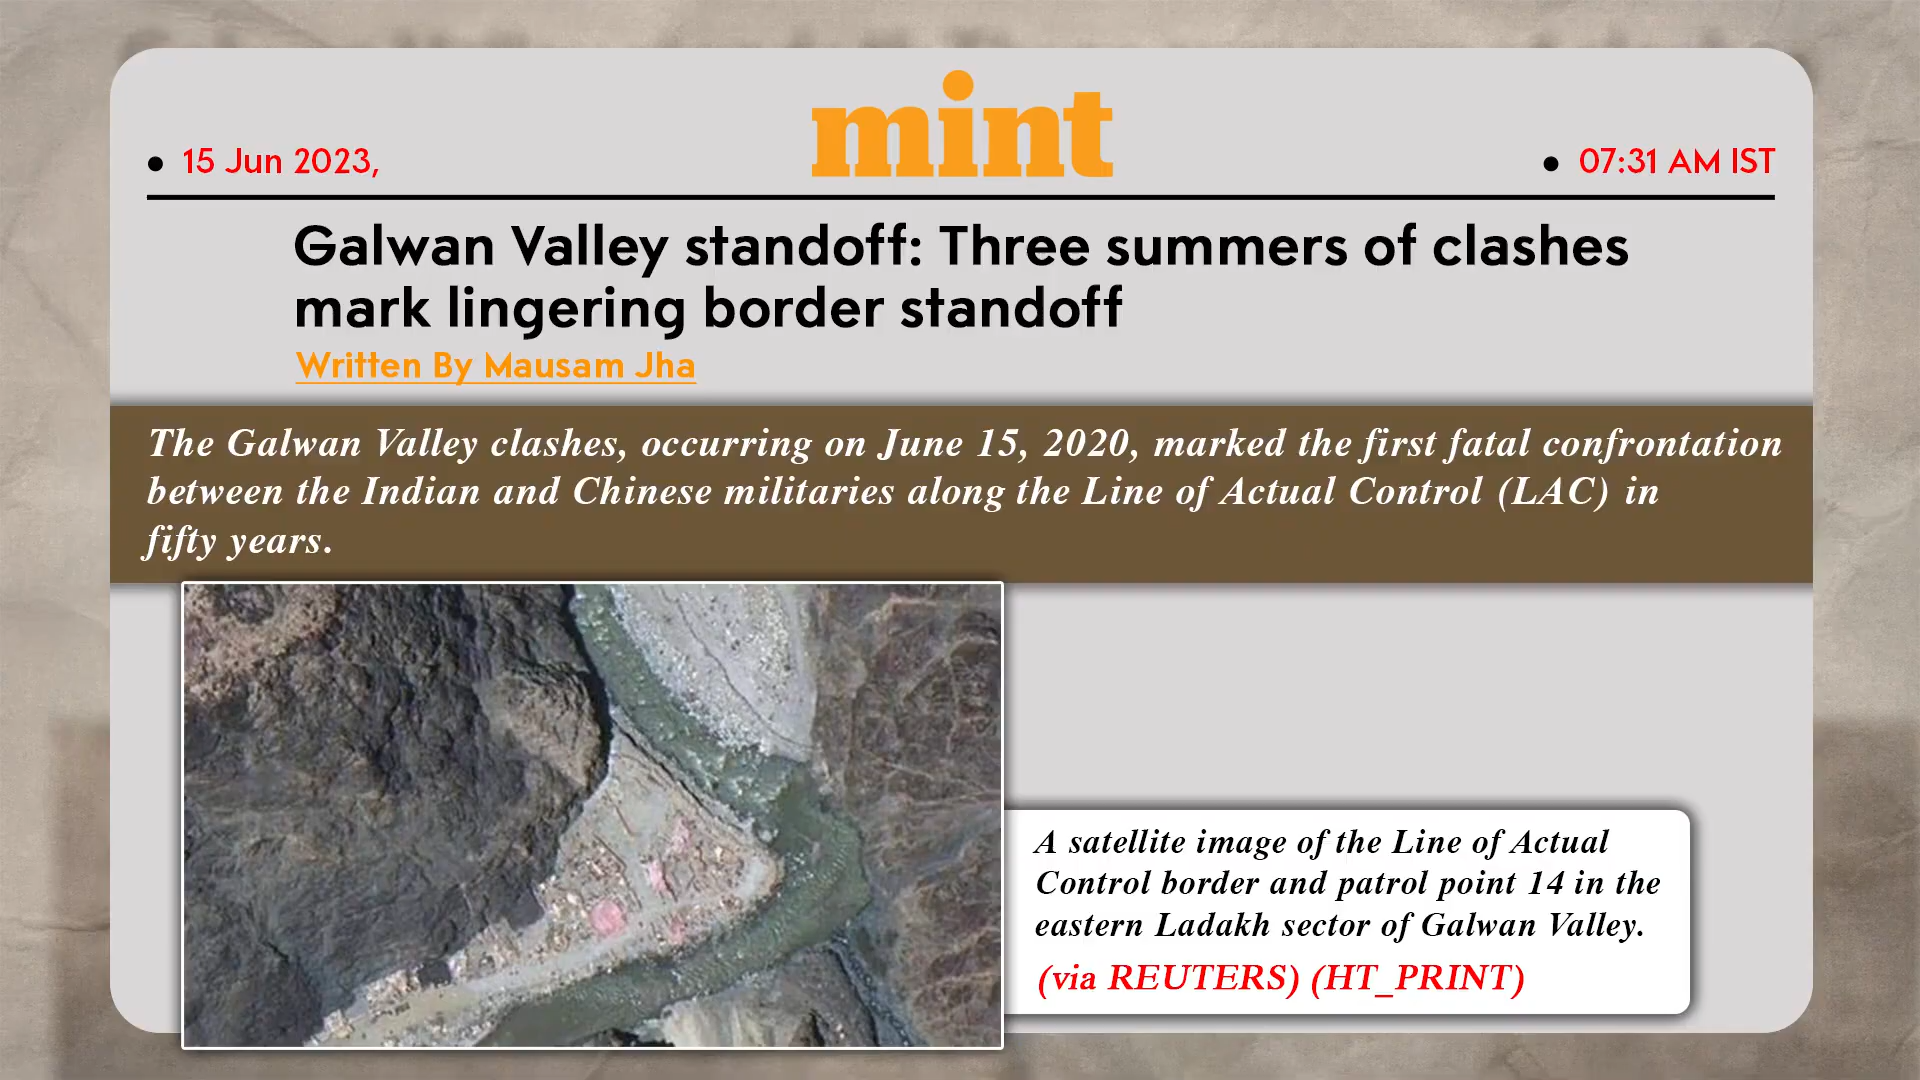 mint
• 15 Jun 2023,
• 07:31 AM IST
Galwan Valley standoff: Three summers of clashes
mark lingering border standoff
Written By Mausam Jha
The Galwan Valley clashes, occurring on June 15, 2020, marked the first fatal confrontation
between the Indian and Chinese militaries along the Line of Actual Control (LAC) in
fifty years.
A satellite image of the Line of Actual
Control border and patrol point 14 in the
eastern Ladakh sector of Galwan Valley.
(via REUTERS) (HT_PRINT)